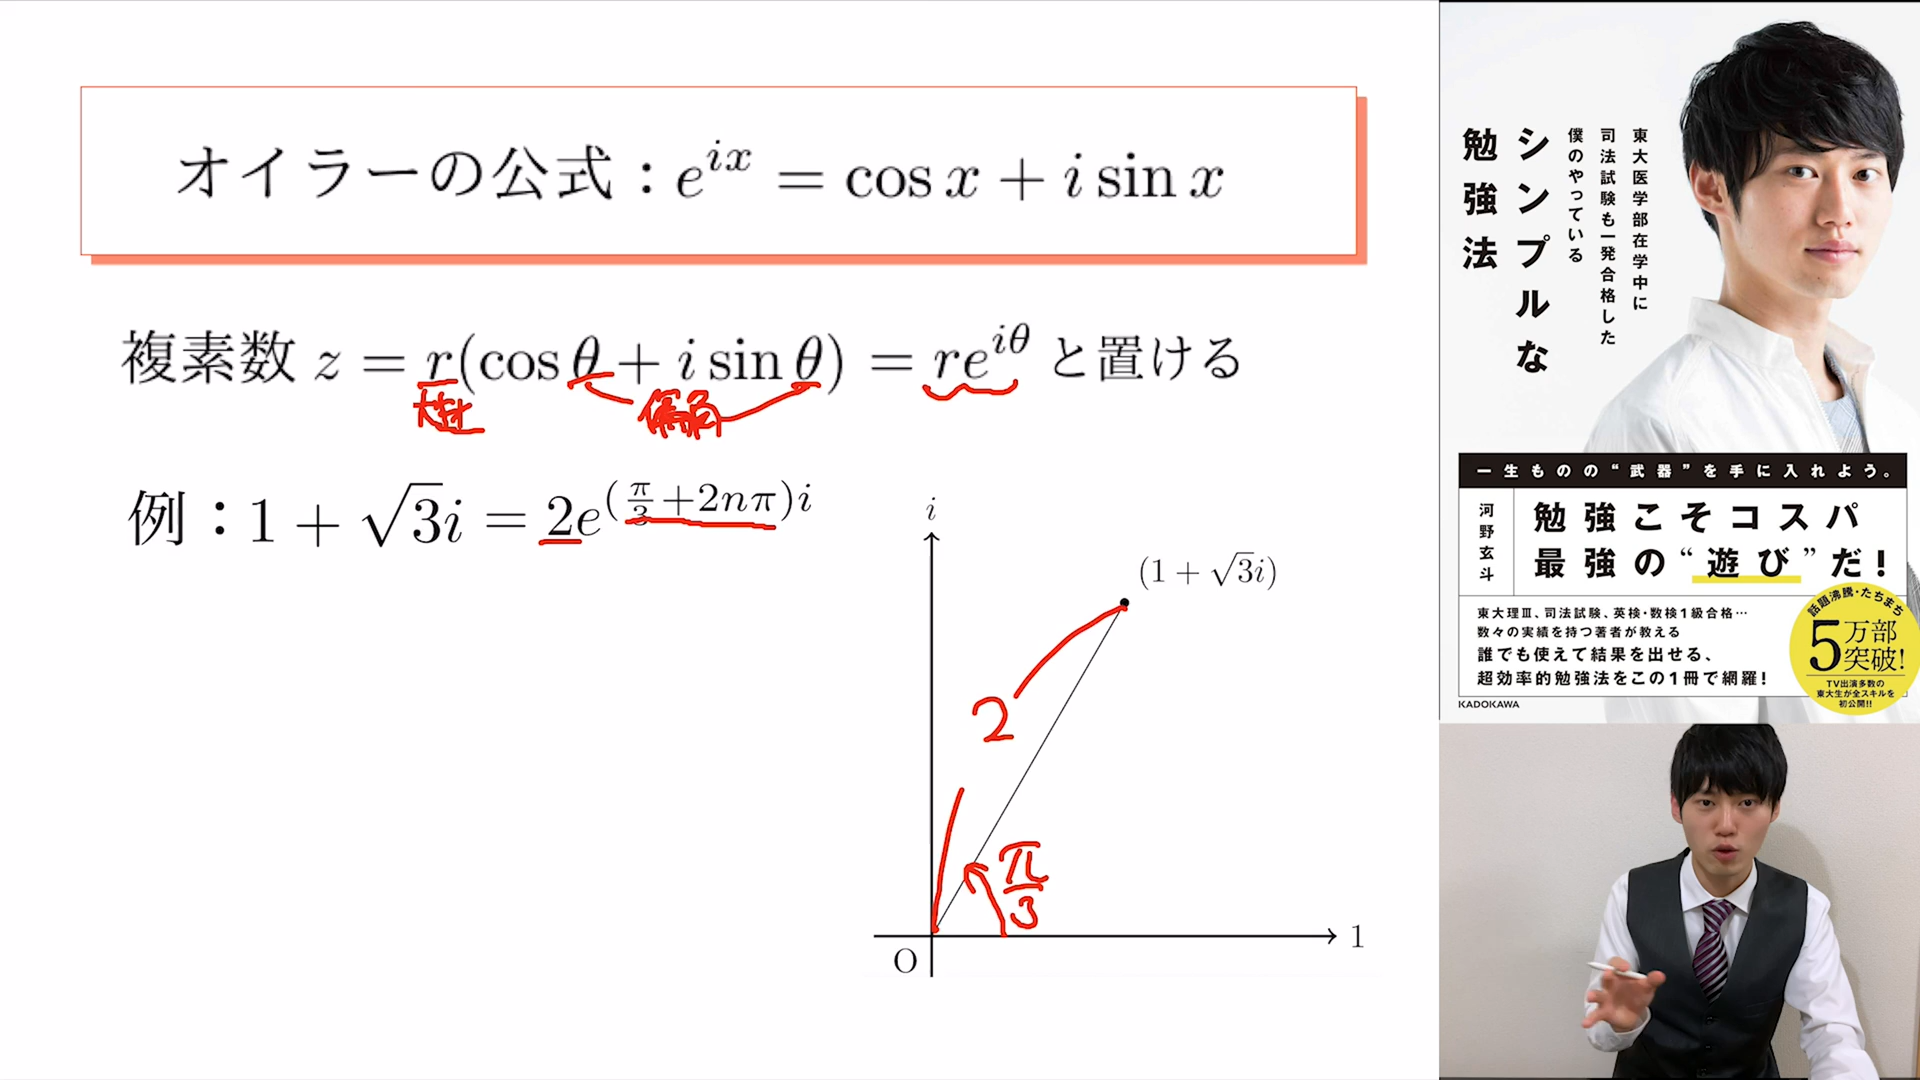 オイラーの公式：e^{ix} = cos x + i sin x
複素数 z = r(cos θ + i sin θ) = re^{iθ} と置ける
偏角
例：1 + √3i = 2e^{(π/3+2nπ)i}
i
(1 + √3i)
2
π/3
O
1
東大医学部在学中に
司法試験も一発合格した
僕のやっている
シンプルな
勉強法
一生ものの“武器”を手に入れよう。
河野玄斗
勉強こそコスパ
最強の“遊び”だ！
東大理Ⅲ、司法試験、英検・数検1級合格…
数々の実績を持つ著者が教える
誰でも使えて結果を出せる、
超効率的勉強法をこの1冊で網羅！
話題沸騰・たちまち
5万部
突破！
TV出演多数の
東大生が全スキルを
初公開!!
KADOKAWA